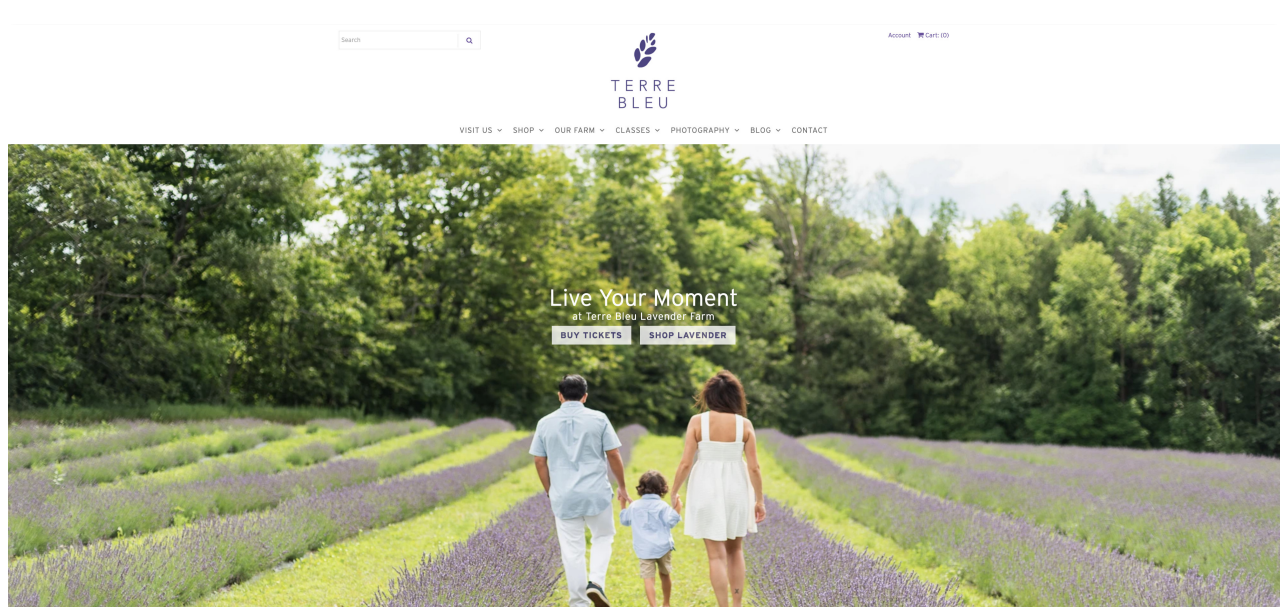 Search
Account Cart: (0)
TERRE
BLEU
VISIT US SHOP OUR FARM CLASSES PHOTOGRAPHY BLOG CONTACT
Live Your Moment
at Terre Bleu Lavender Farm
BUY TICKETS SHOP LAVENDER